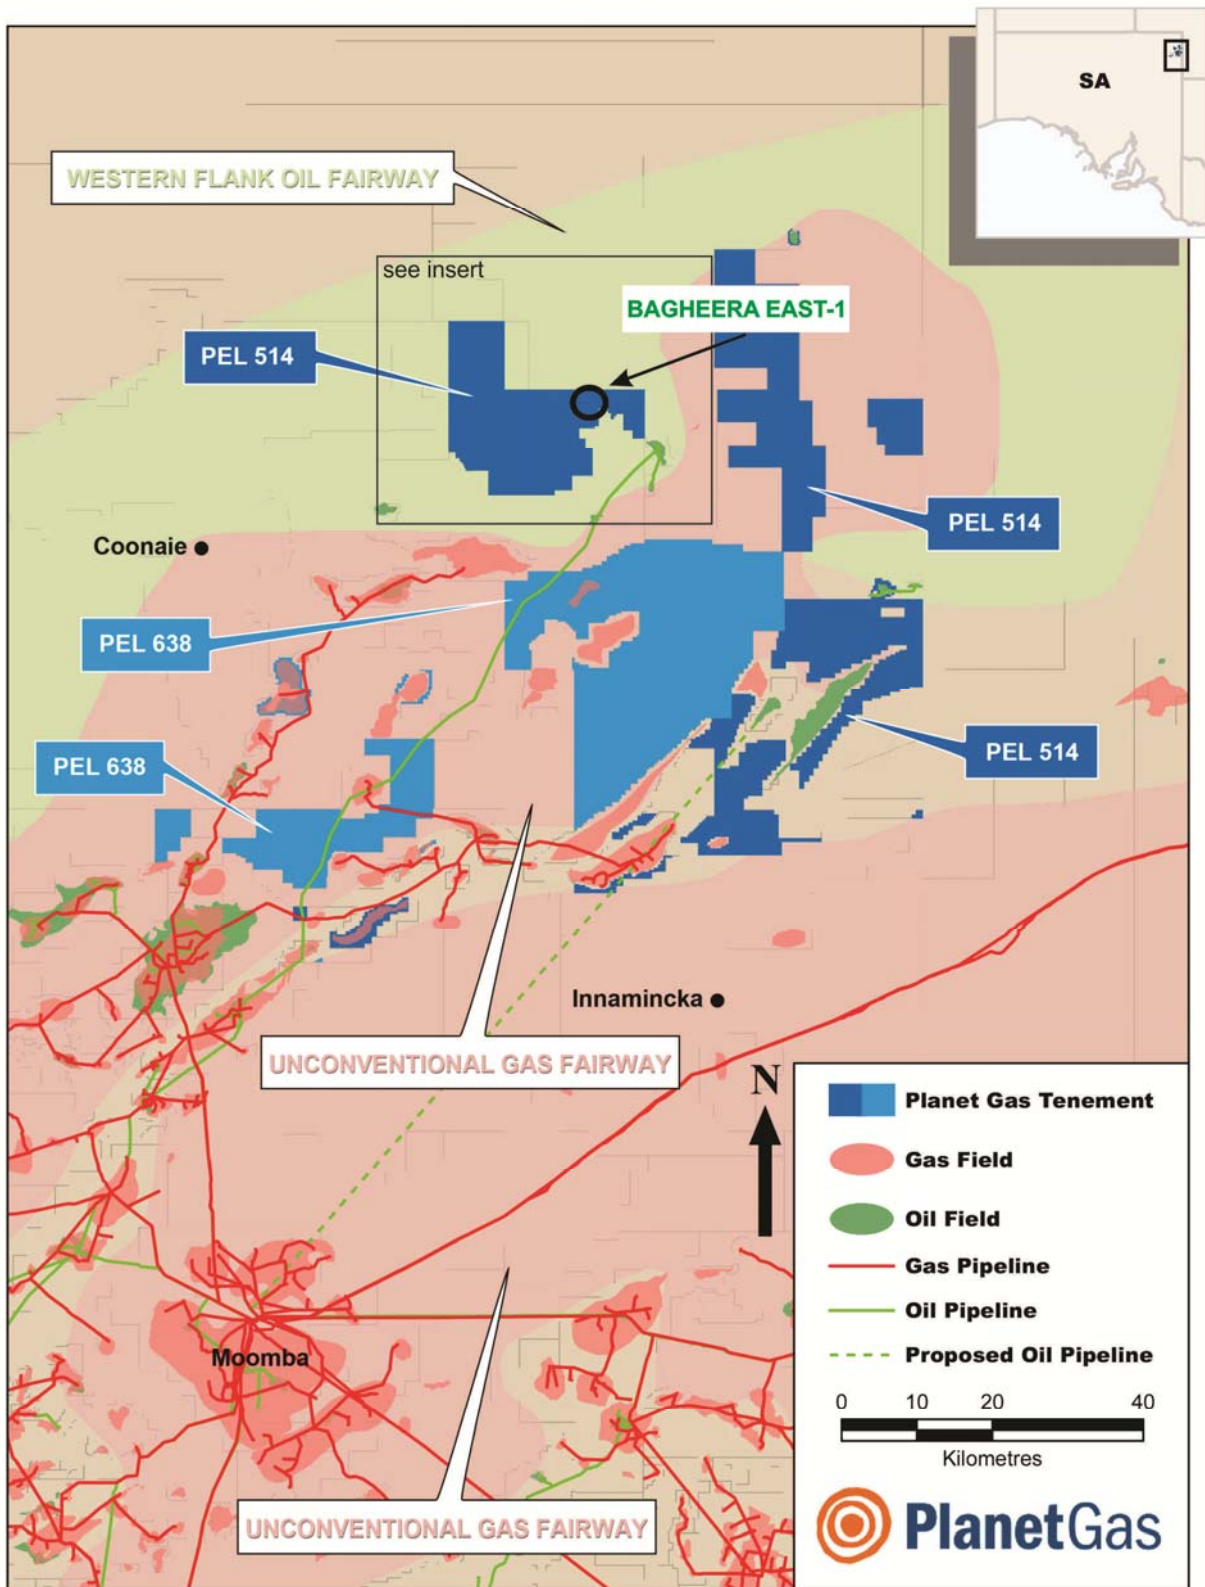 SA
WESTERN FLANK OIL FAIRWAY
see insert
BAGHEERA EAST-1
PEL 514
PEL 514
Coonaie
PEL 638
PEL 514
PEL 638
Innamincka
UNCONVENTIONAL GAS FAIRWAY
N
Planet Gas Tenement
Gas Field
Oil Field
Gas Pipeline
Oil Pipeline
Proposed Oil Pipeline
Moomba
0 10 20 40
Kilometres
UNCONVENTIONAL GAS FAIRWAY
PlanetGas